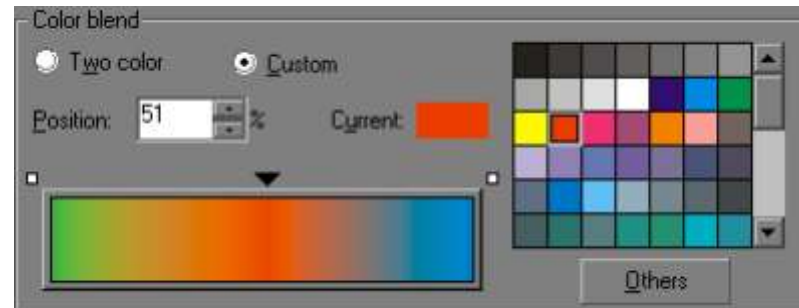 Color blend
Two color Custom
Position: 51 % Current:
Others